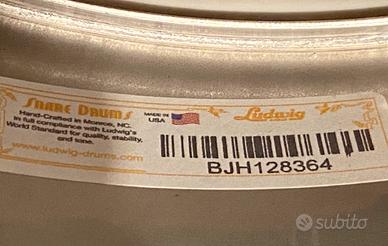 Snare Drums
Hand-Crafted in Monroe, NC.
in full compliance with Ludwig's
World Standard for quality, stability,
and tone.
www.ludwig-drums.com
MADE IN
USA
Ludwig
BJH128364
subito